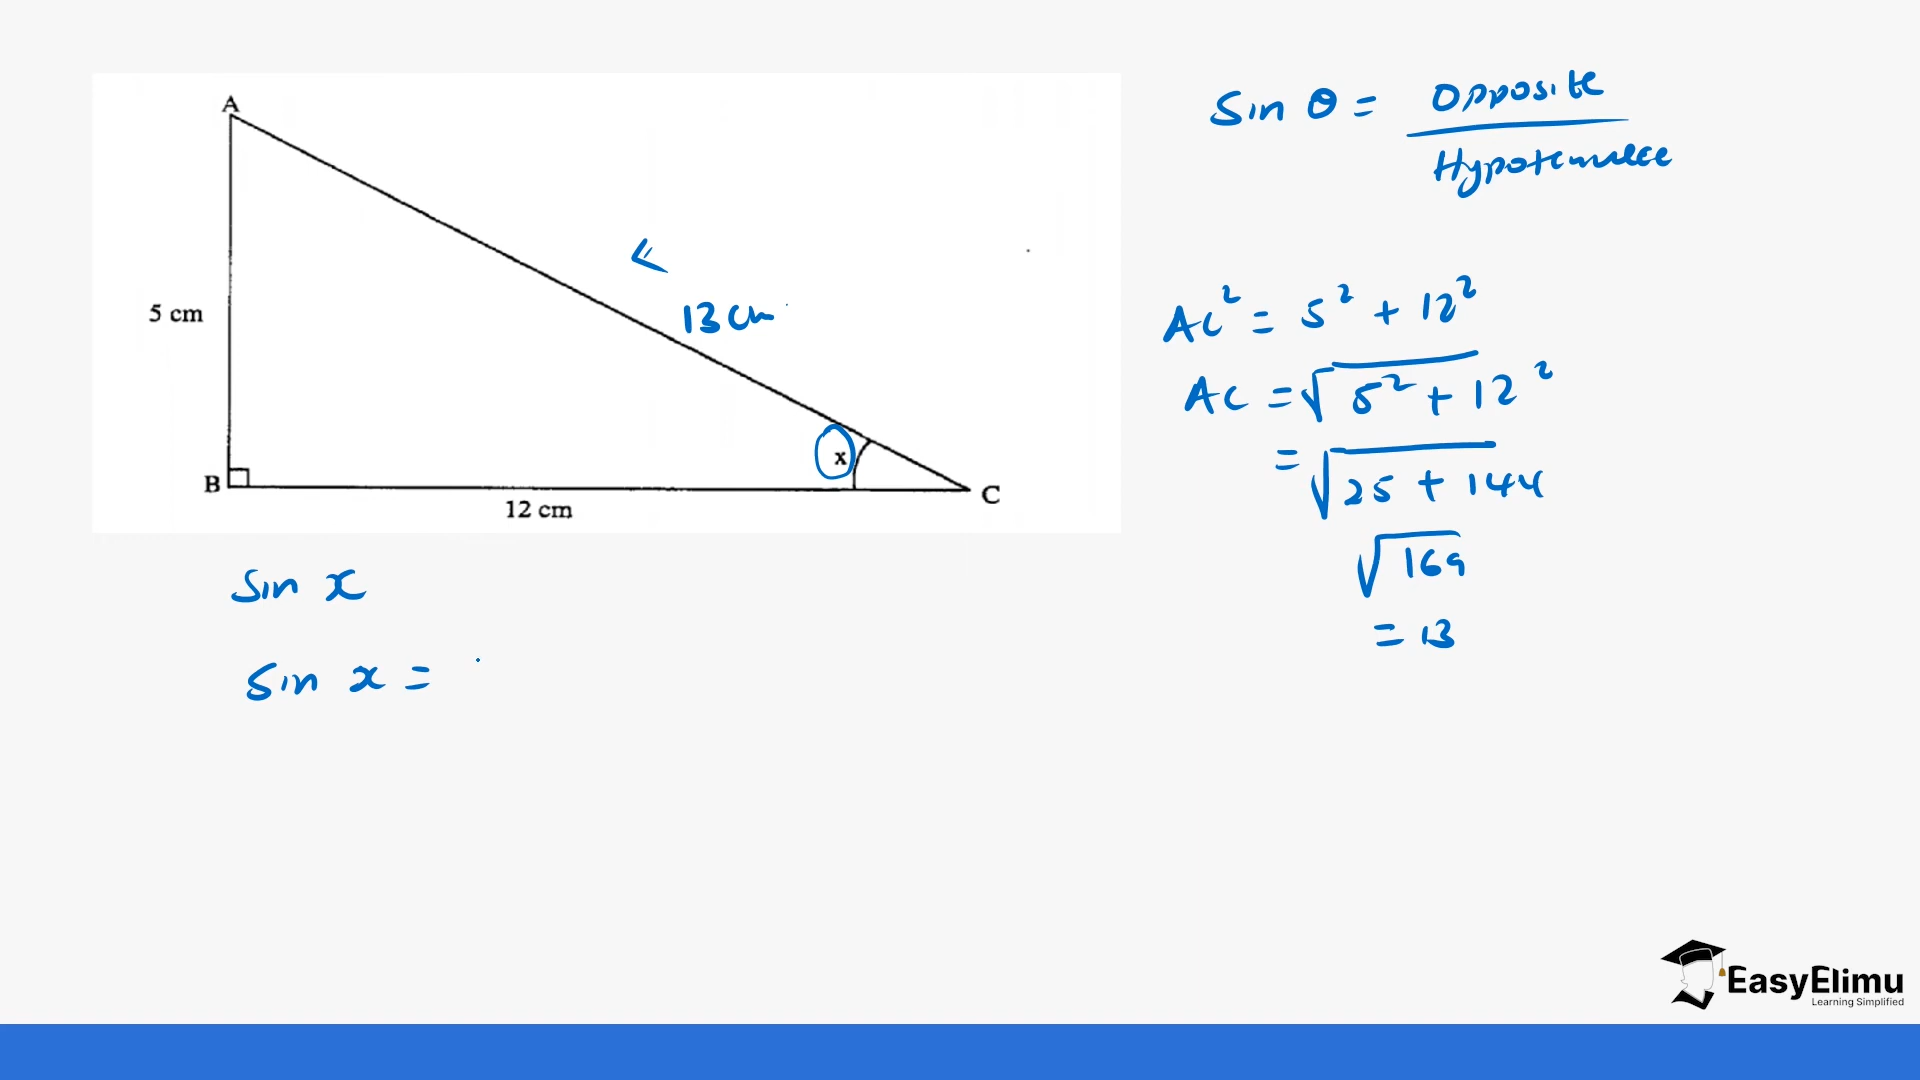 A
5 cm
13 cm
x
B
12 cm
C
Sin x
Sin x =
Sin θ = Opposite
Hypotenuse
AC² = 5² + 12²
AC = √5² + 12²
= √25 + 144
√169
= 13
EasyElimu
Learning Simplified